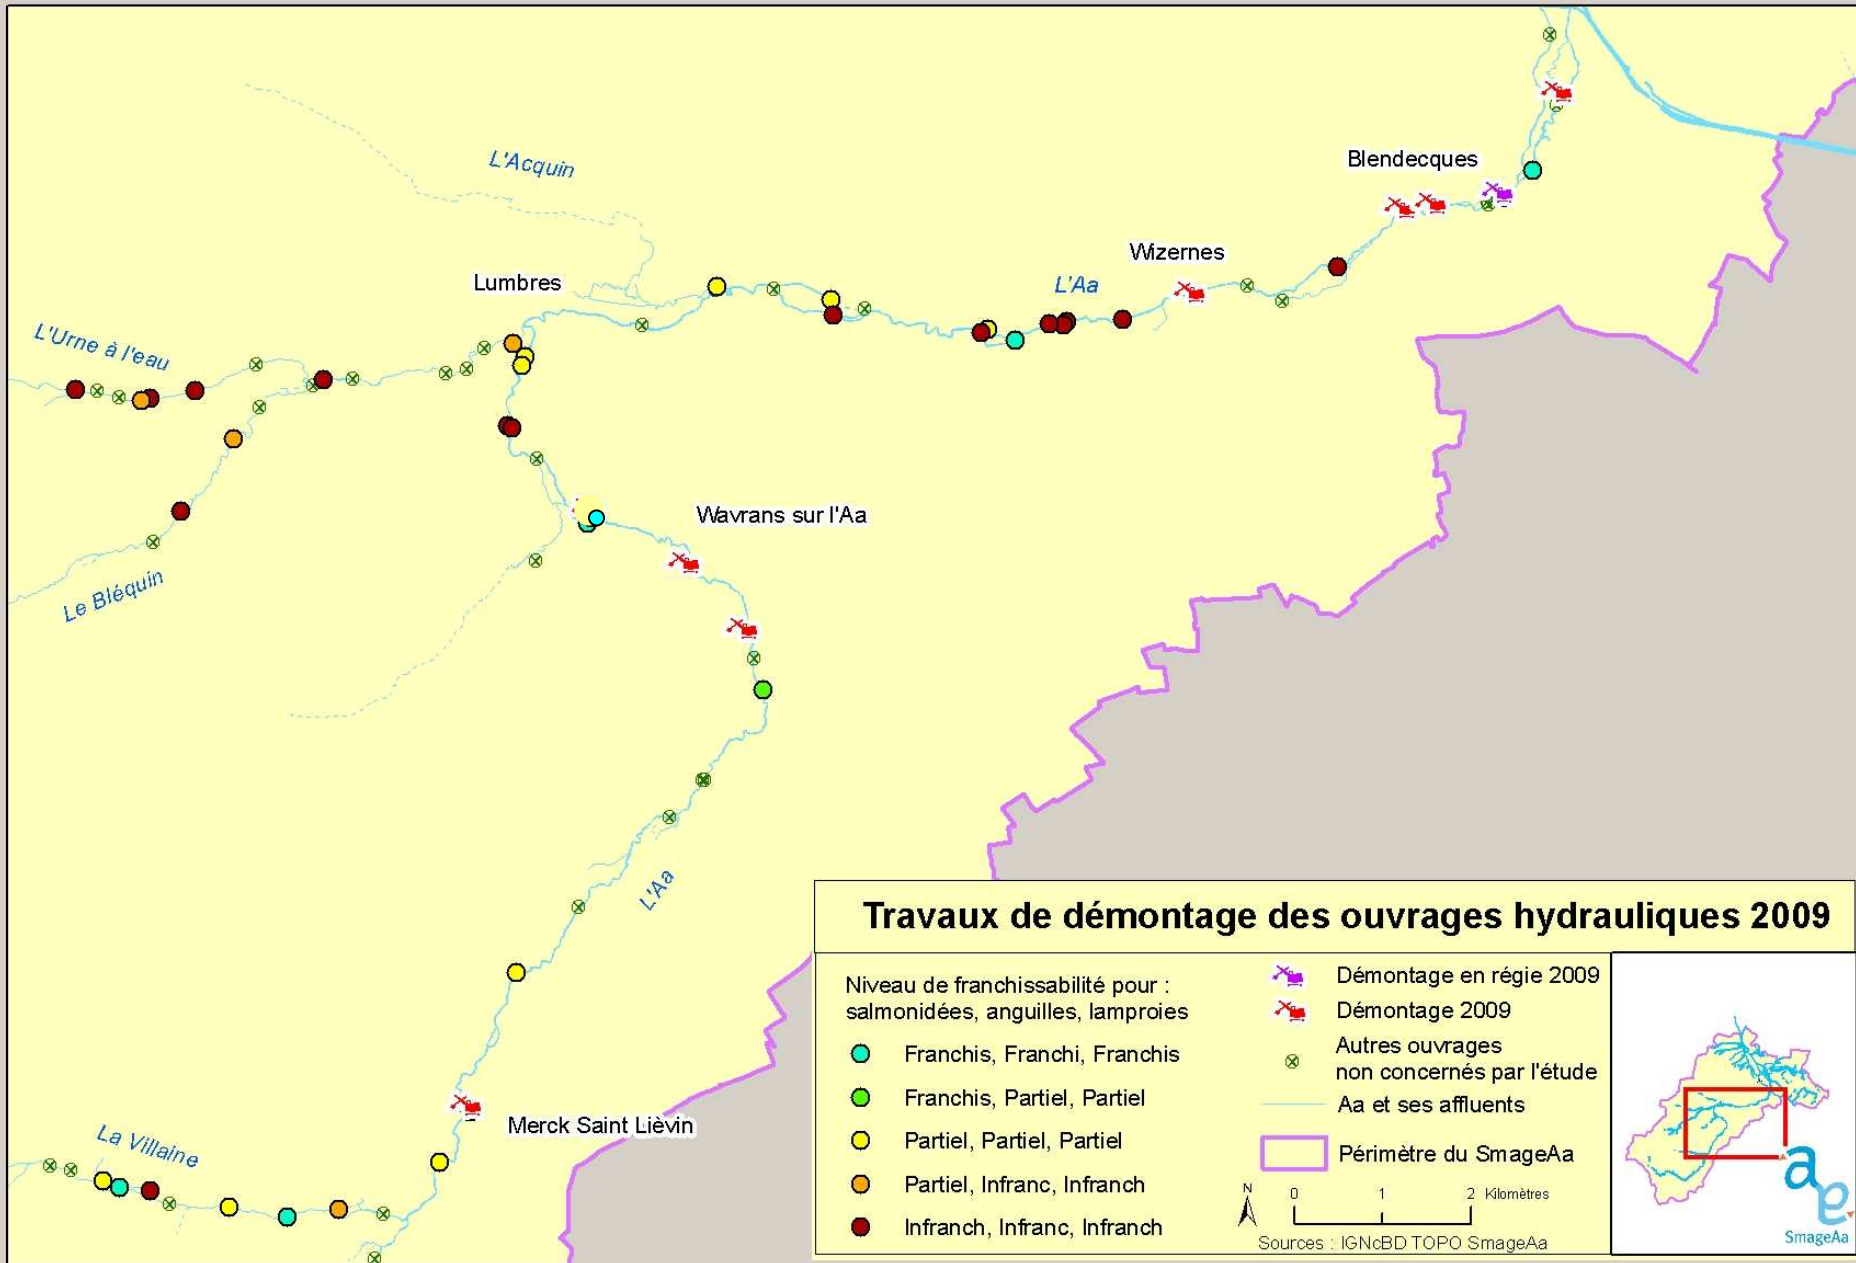 L'Acquin
Blendecques
Wizernes
Lumbres
L'Aa
L'Urne à l'eau
Wavrans sur l'Aa
Le Bléquin
L'Aa
Merck Saint Lièvin
La Villaine
Travaux de démontage des ouvrages hydrauliques 2009
Niveau de franchissabilité pour :
salmonidées, anguilles, lamproies
Franchis, Franchi, Franchis
Franchis, Partiel, Partiel
Partiel, Partiel, Partiel
Partiel, Infranc, Infranch
Infranch, Infranc, Infranch
Démontage en régie 2009
Démontage 2009
Autres ouvrages
non concernés par l'étude
Aa et ses affluents
Périmètre du SmageAa
N
0 1 2 Kilomètres
Sources : IGNcBD TOPO SmageAa
ae
SmageAa